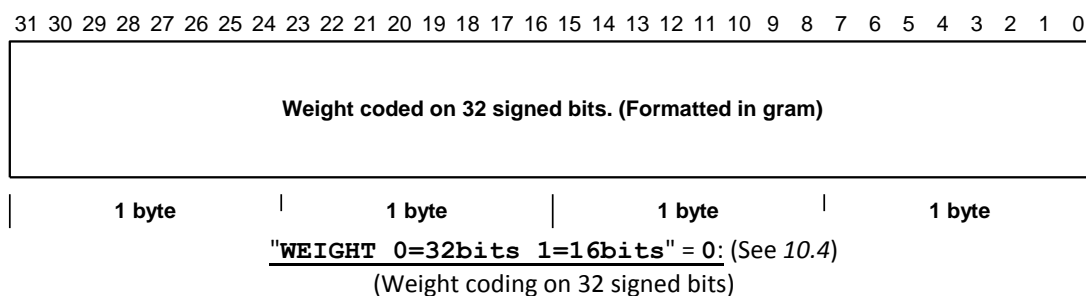 31 30 29 28 27 26 25 24 23 22 21 20 19 18 17 16 15 14 13 12 11 10 9 8 7 6 5 4 3 2 1 0
Weight coded on 32 signed bits. (Formatted in gram)
1 byte 1 byte 1 byte 1 byte
"WEIGHT 0=32bits 1=16bits" = 0: (See 10.4)
(Weight coding on 32 signed bits)